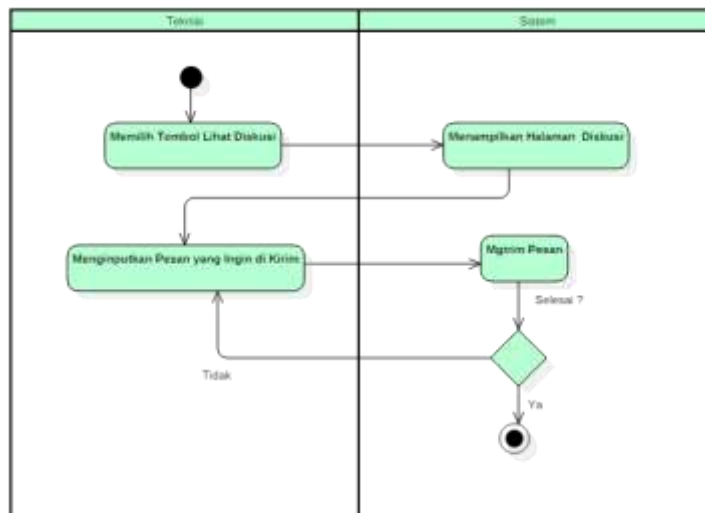 Teknisi
Sistem
Memilih Tombol Lihat Diskusi
Menampilkan Halaman Diskusi
Menginputkan Pesan yang Ingin di Kirim
Mgtrim Pesan
Selesai ?
Tidak
Ya